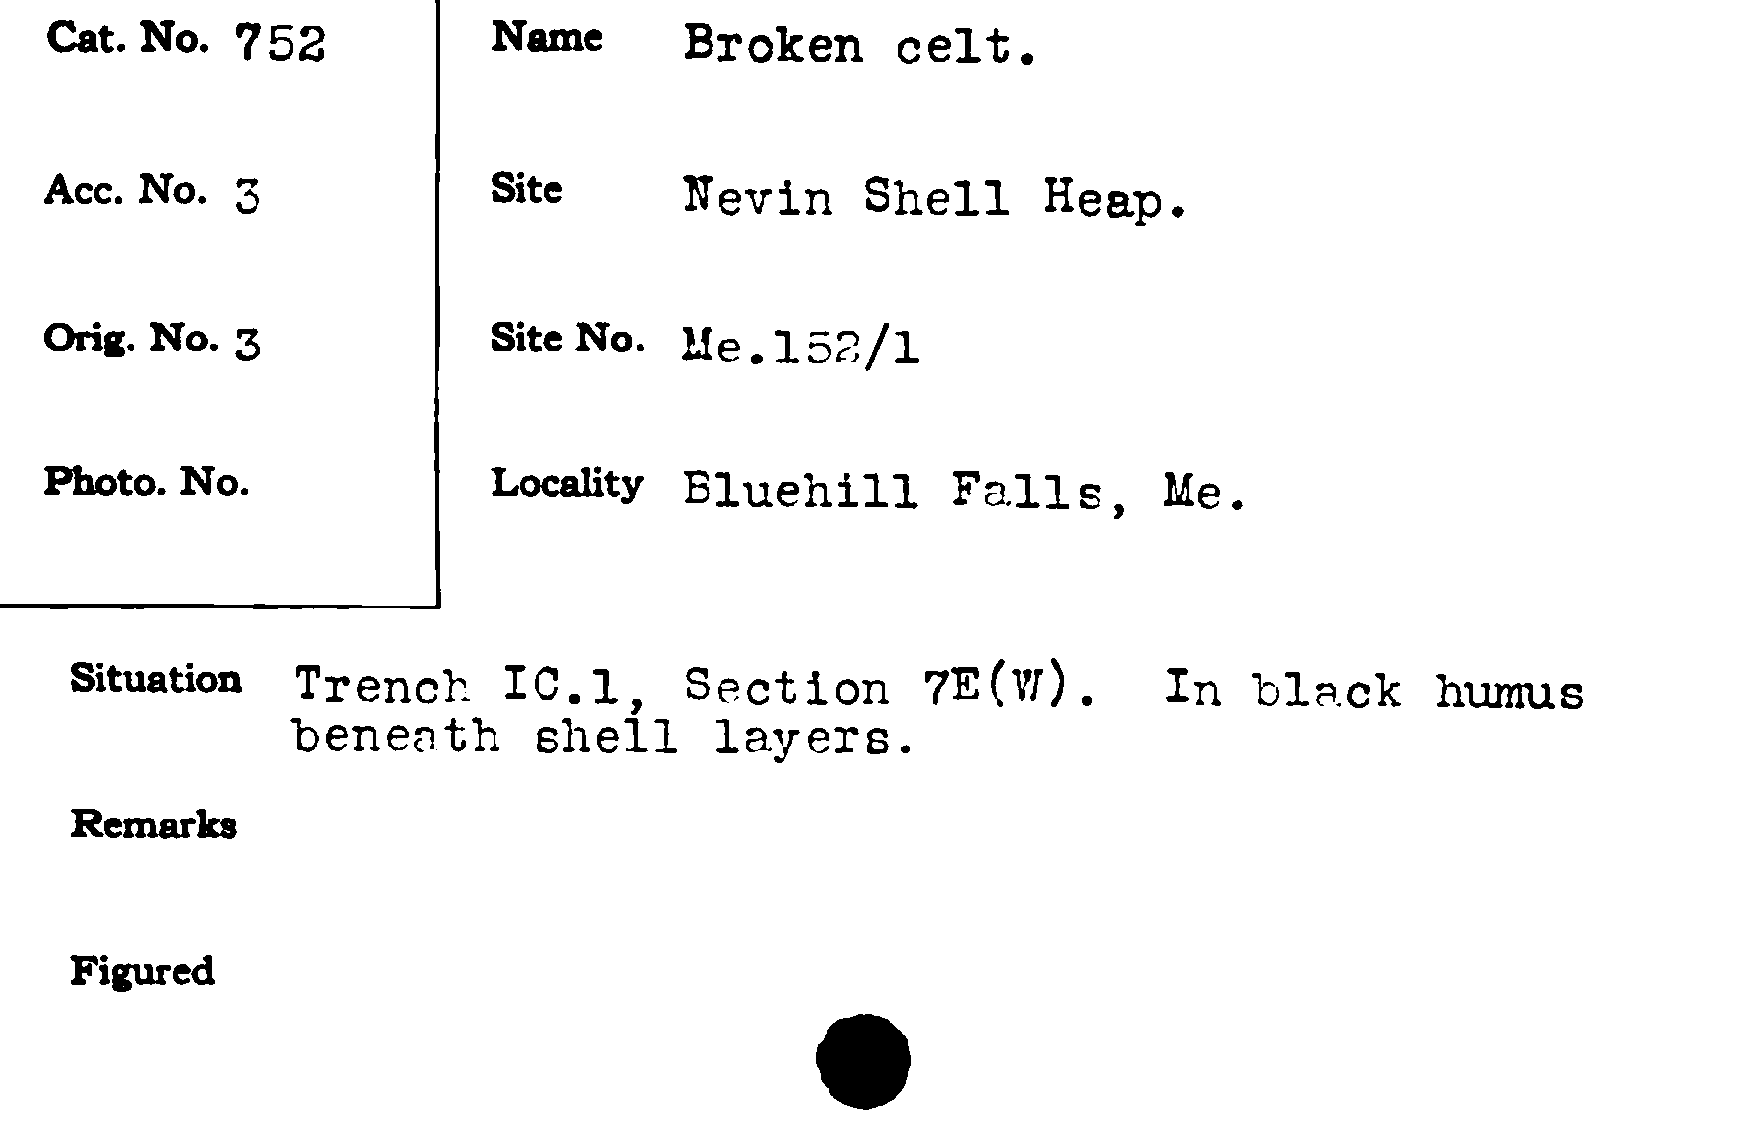 Cat. No. 752
Name Broken celt.
Acc. No. 3
Site Nevin Shell Heap.
Orig. No. 3
Site No. Me.152/1
Photo. No.
Locality Bluehill Falls, Me.
Situation Trench IC.1, Section 7E(W). In black humus
beneath shell layers.
Remarks
Figured